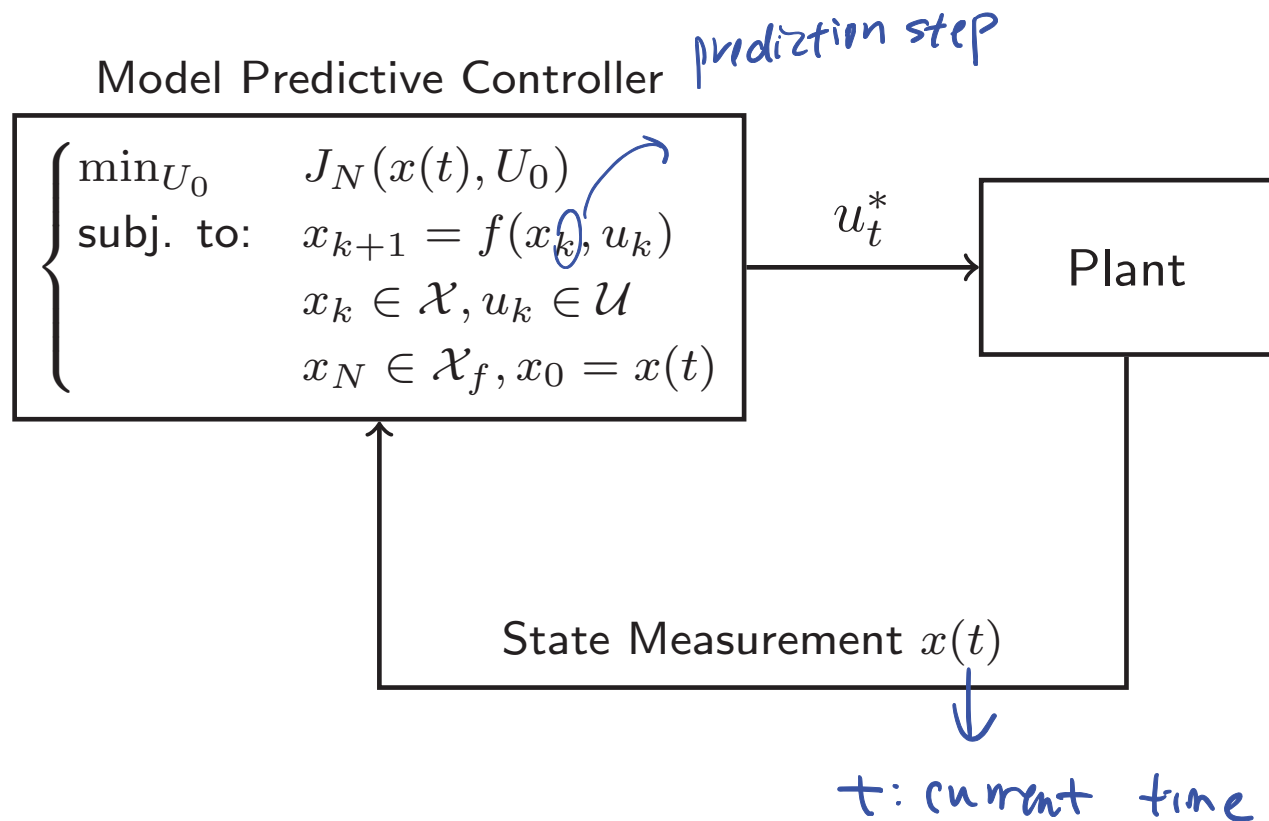 prediction step
Model Predictive Controller
min_{U_0} J_N(x(t), U_0)
subj. to: x_{k+1} = f(x_k, u_k)
x_k ∈ 𝒳, u_k ∈ 𝒰
x_N ∈ 𝒳_f, x_0 = x(t)
u_t^*
Plant
State Measurement x(t)
t: current time